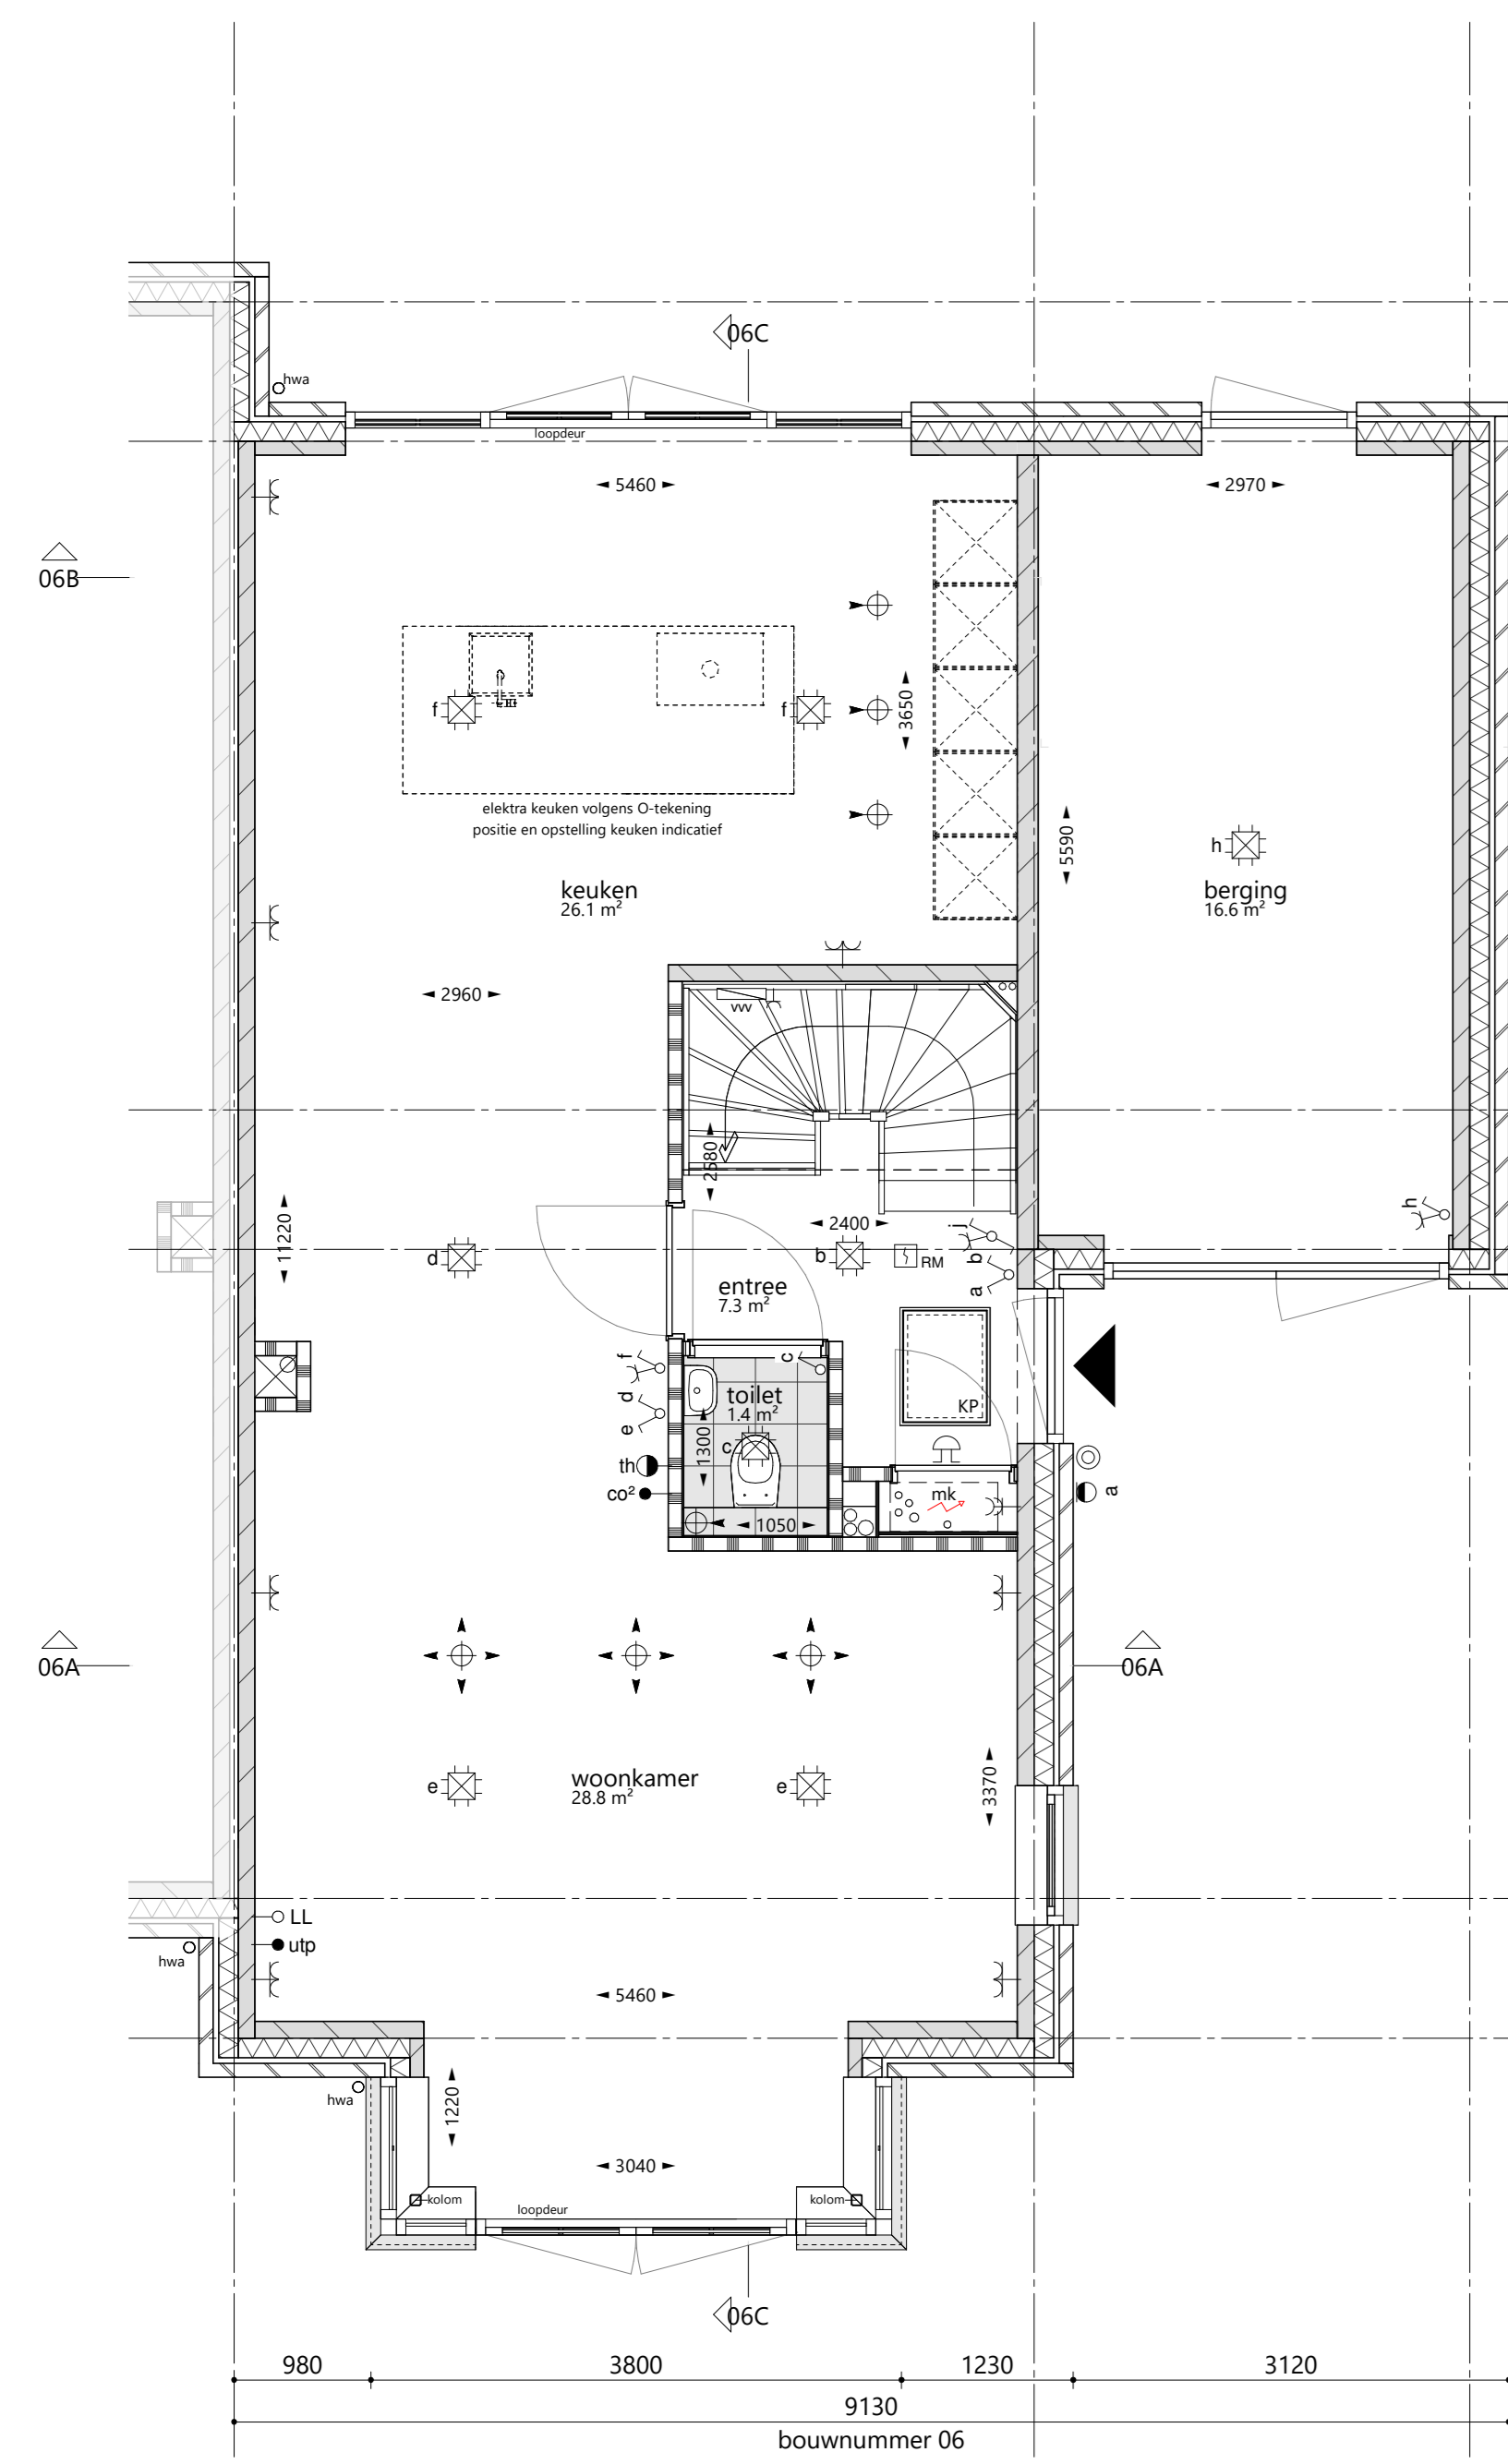 06C
hwa
loopdeur
5460
2970
06B
f
f
3650
elektra keuken volgens O-tekening
positie en opstelling keuken indicatief
5590
h
keuken
26.1 m²
berging
16.6 m²
2960
vvv
2580
11220
2400
j
h
d
b
RM
b
a
entree
7.3 m²
f
c
d
e
toilet
1.4 m²
KP
c
1300
th
co²
mk
a
1050
06A
06A
e
e
woonkamer
28.8 m²
3370
LL
utp
hwa
5460
hwa
1220
3040
kolom
kolom
loopdeur
06C
980
3800
1230
3120
9130
bouwnummer 06